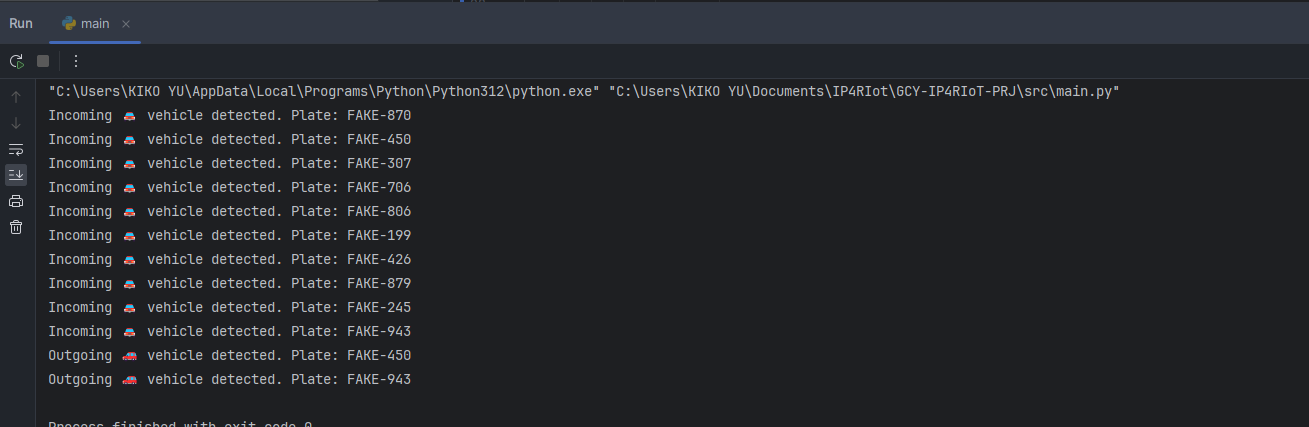 Run main
"C:\Users\KIKO YU\AppData\Local\Programs\Python\Python312\python.exe" "C:\Users\KIKO YU\Documents\IP4RIot\GCY-IP4RIoT-PRJ\src\main.py"
Incoming 🚘 vehicle detected. Plate: FAKE-870
Incoming 🚘 vehicle detected. Plate: FAKE-450
Incoming 🚘 vehicle detected. Plate: FAKE-307
Incoming 🚘 vehicle detected. Plate: FAKE-706
Incoming 🚘 vehicle detected. Plate: FAKE-806
Incoming 🚘 vehicle detected. Plate: FAKE-199
Incoming 🚘 vehicle detected. Plate: FAKE-426
Incoming 🚘 vehicle detected. Plate: FAKE-879
Incoming 🚘 vehicle detected. Plate: FAKE-245
Incoming 🚘 vehicle detected. Plate: FAKE-943
Outgoing 🚗 vehicle detected. Plate: FAKE-450
Outgoing 🚗 vehicle detected. Plate: FAKE-943
Process finished with exit code 0